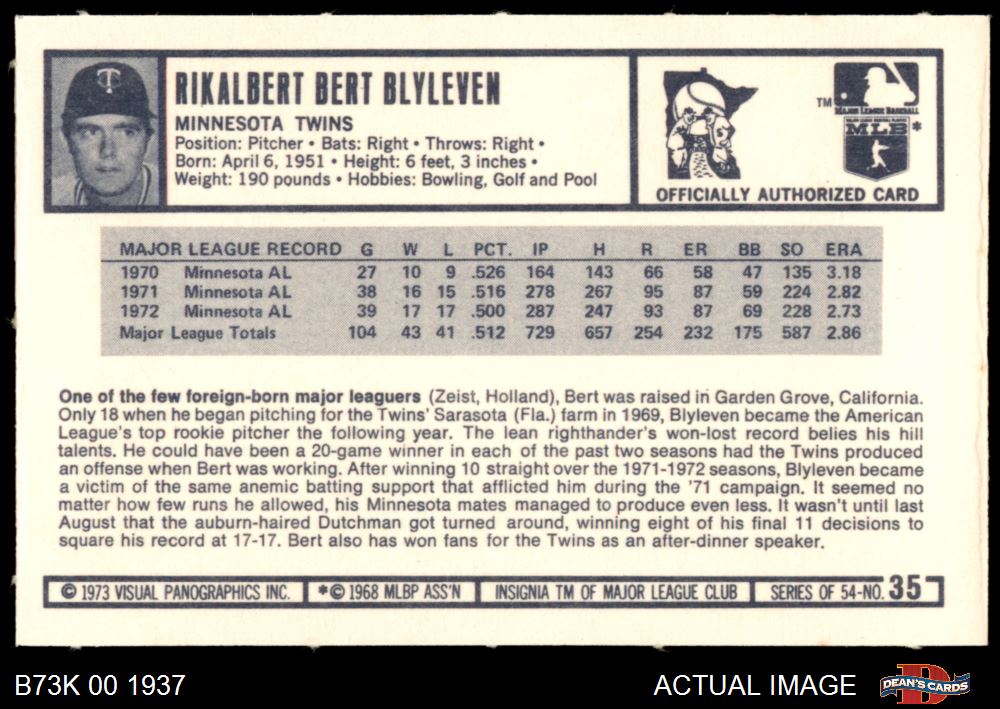 RIKALBERT BERT BLYLEVEN
MINNESOTA TWINS
Position: Pitcher • Bats: Right • Throws: Right •
Born: April 6, 1951 • Height: 6 feet, 3 inches •
Weight: 190 pounds • Hobbies: Bowling, Golf and Pool
TM
MAJOR LEAGUE BASEBALL
MLB*
OFFICIALLY AUTHORIZED CARD
MAJOR LEAGUE RECORD G W L PCT. IP H R ER BB SO ERA
1970 Minnesota AL 27 10 9 .526 164 143 66 58 47 135 3.18
1971 Minnesota AL 38 16 15 .516 278 267 95 87 59 224 2.82
1972 Minnesota AL 39 17 17 .500 287 247 93 87 69 228 2.73
Major League Totals 104 43 41 .512 729 657 254 232 175 587 2.86
One of the few foreign-born major leaguers (Zeist, Holland), Bert was raised in Garden Grove, California.
Only 18 when he began pitching for the Twins' Sarasota (Fla.) farm in 1969, Blyleven became the American
League's top rookie pitcher the following year. The lean righthander's won-lost record belies his hill
talents. He could have been a 20-game winner in each of the past two seasons had the Twins produced
an offense when Bert was working. After winning 10 straight over the 1971-1972 seasons, Blyleven became
a victim of the same anemic batting support that afflicted him during the '71 campaign. It seemed no
matter how few runs he allowed, his Minnesota mates managed to produce even less. It wasn't until last
August that the auburn-haired Dutchman got turned around, winning eight of his final 11 decisions to
square his record at 17-17. Bert also has won fans for the Twins as an after-dinner speaker.
© 1973 VISUAL PANOGRAPHICS INC. *© 1968 MLBP ASS'N INSIGNIA TM OF MAJOR LEAGUE CLUB SERIES OF 54-NO. 35
B73K 00 1937 ACTUAL IMAGE DEAN'S CARDS